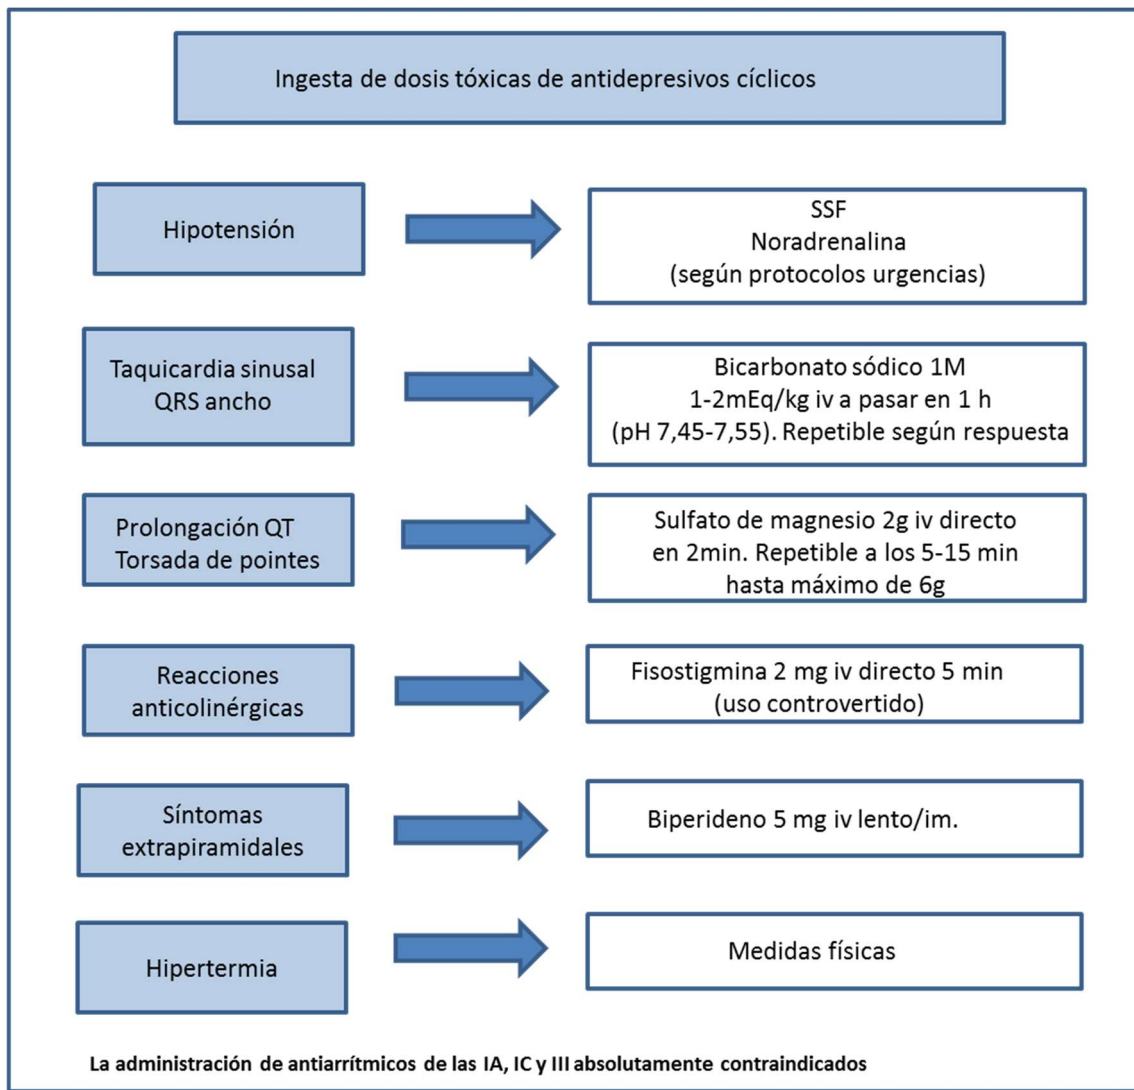 Ingesta de dosis tóxicas de antidepresivos cíclicos
Hipotensión
SSF
Noradrenalina
(según protocolos urgencias)
Taquicardia sinusal
QRS ancho
Bicarbonato sódico 1M
1-2mEq/kg iv a pasar en 1 h
(pH 7,45-7,55). Repetible según respuesta
Prolongación QT
Torsada de pointes
Sulfato de magnesio 2g iv directo
en 2min. Repetible a los 5-15 min
hasta máximo de 6g
Reacciones
anticolinérgicas
Fisostigmina 2 mg iv directo 5 min
(uso controvertido)
Síntomas
extrapiramidales
Biperideno 5 mg iv lento/im.
Hipertermia
Medidas físicas
La administración de antiarrítmicos de las IA, IC y III absolutamente contraindicados